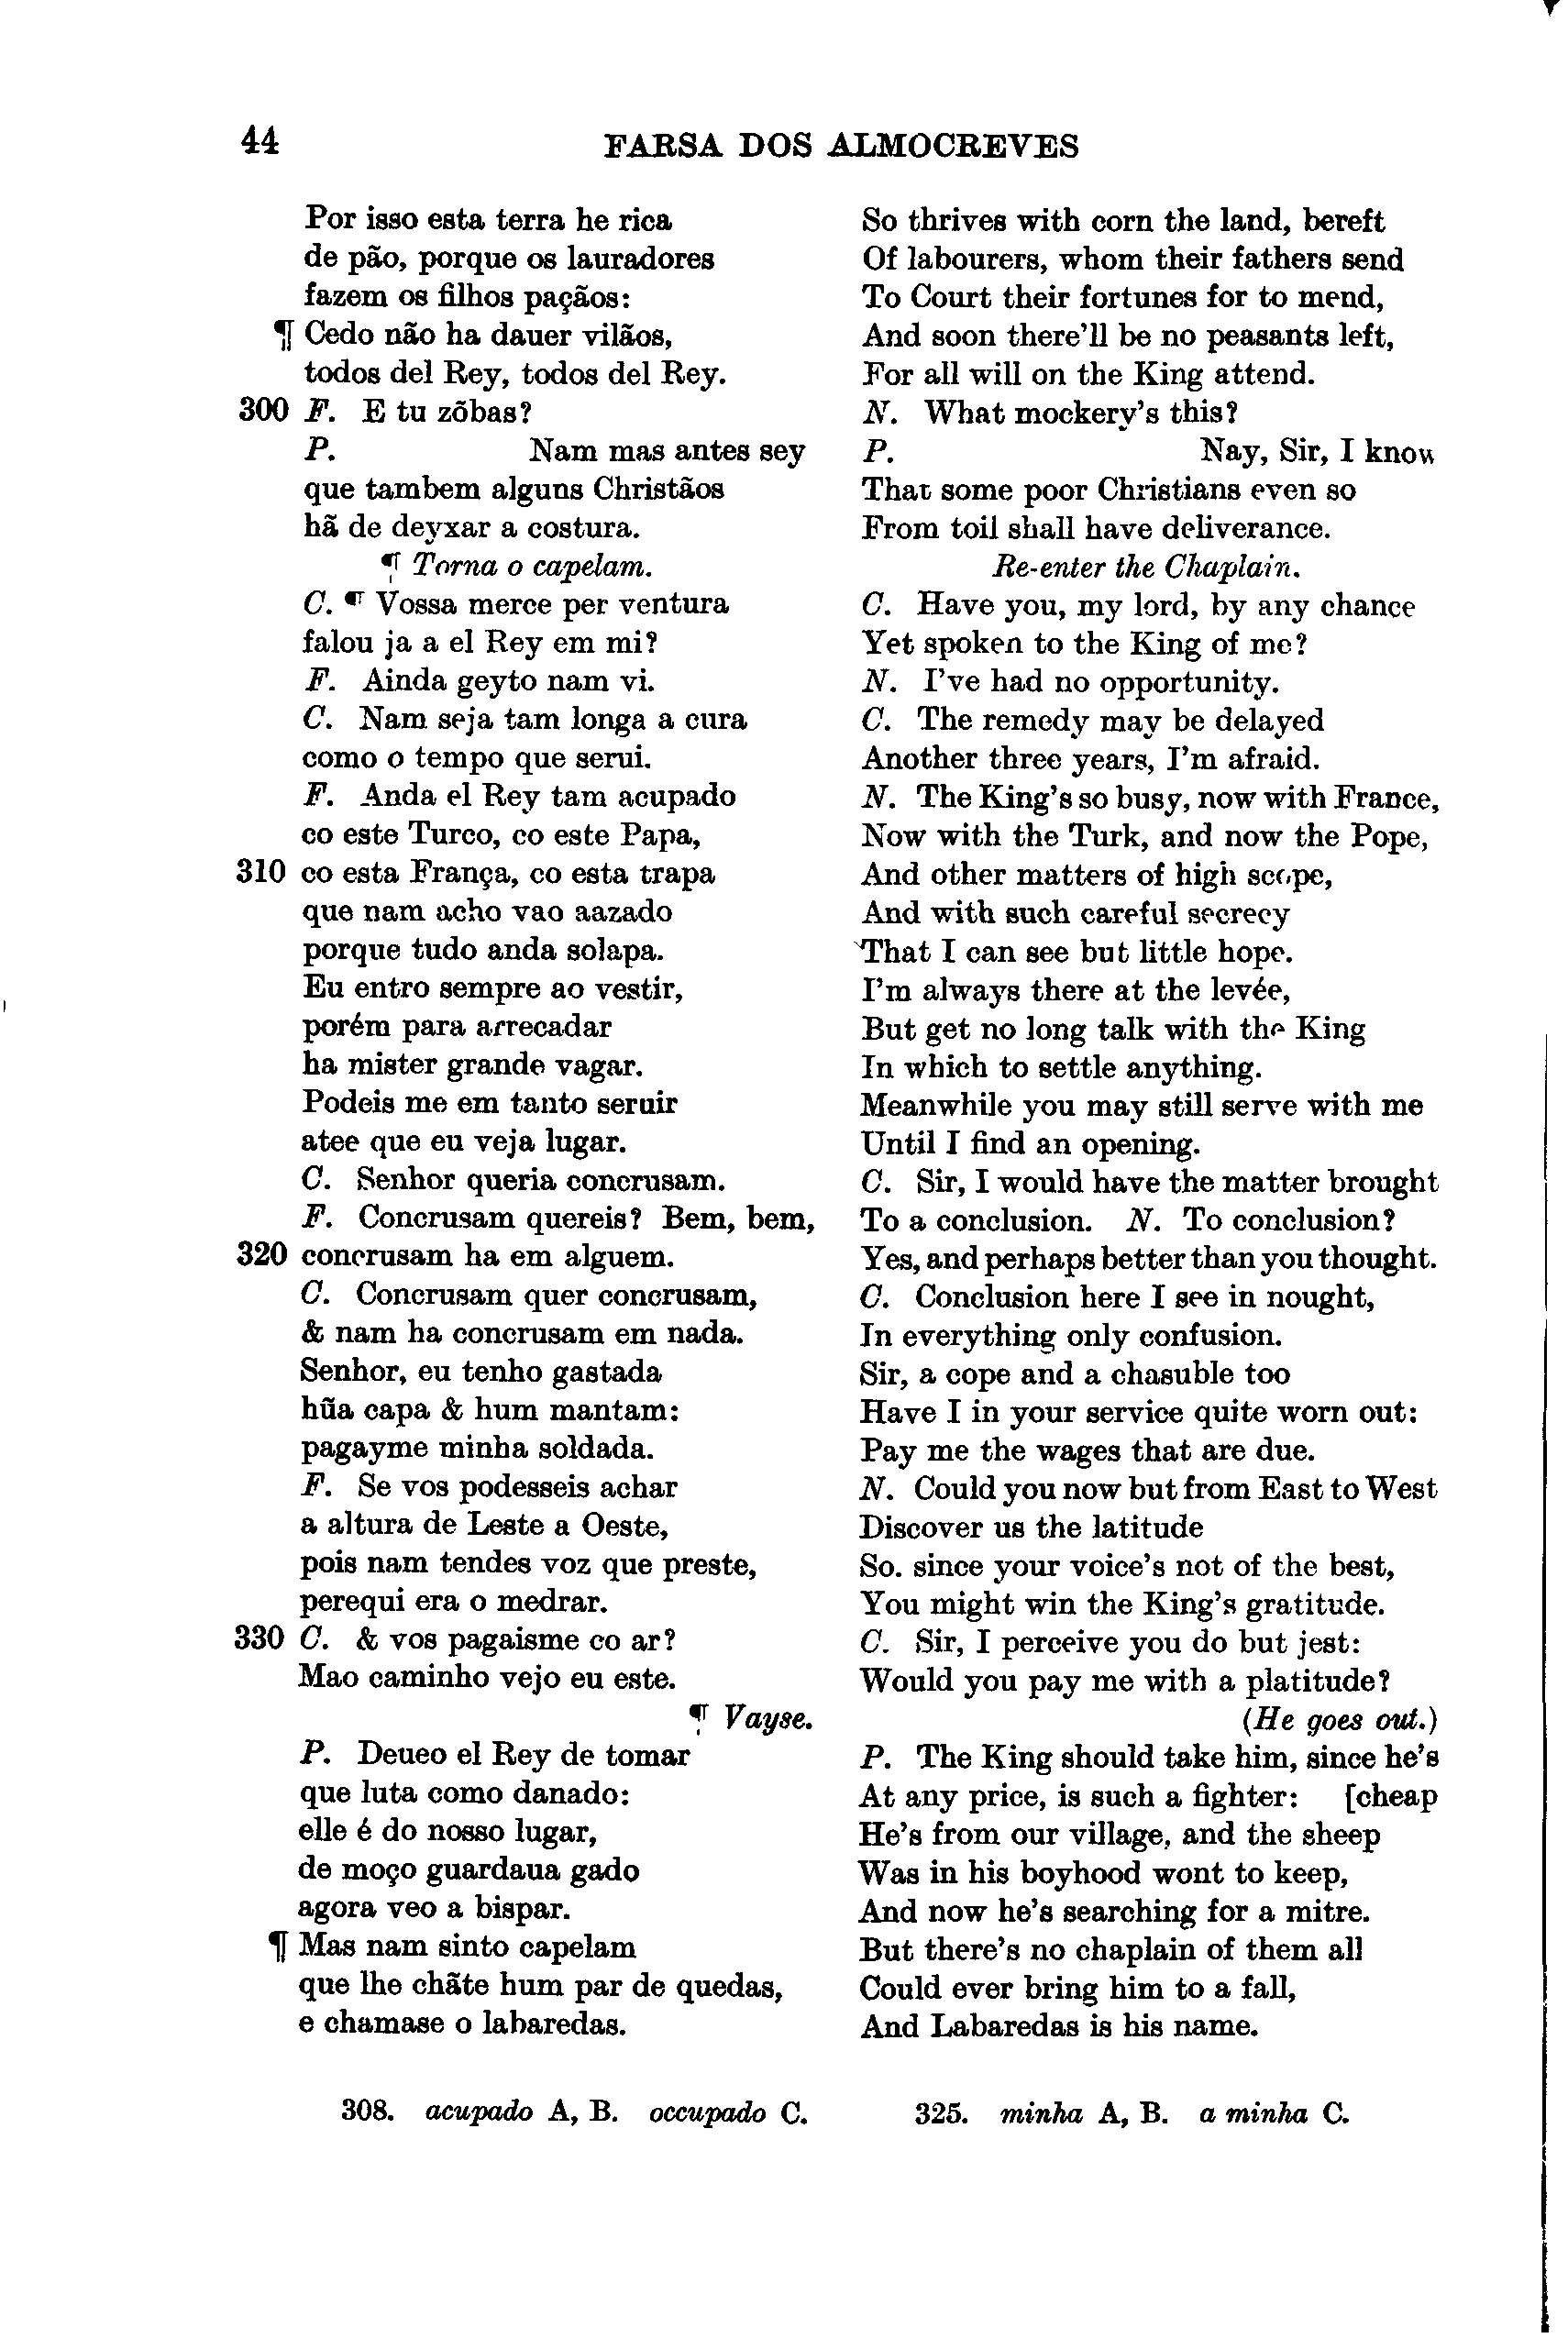 44
FARSA DOS ALMOCREVES
Por isso esta terra he rica
de pão, porque os lauradores
fazem os filhos paçãos:
¶ Cedo não ha dauer vilãos,
todos del Rey, todos del Rey.
300 F. E tu zõbas?
P. Nam mas antes sey
que tambem alguns Christãos
hã de deyxar a costura.
¶ Torna o capelam.
C. ¶ Vossa merce per ventura
falou ja a el Rey em mi?
F. Ainda geyto nam vi.
C. Nam seja tam longa a cura
como o tempo que serui.
F. Anda el Rey tam acupado
co este Turco, co este Papa,
310 co esta França, co esta trapa
que nam acho vao aazado
porque tudo anda solapa.
Eu entro sempre ao vestir,
porém para arrecadar
ha mister grande vagar.
Podeis me em tanto seruir
atee que eu veja lugar.
C. Senhor queria concrusam.
F. Concrusam quereis? Bem, bem,
320 concrusam ha em alguem.
C. Concrusam quer concrusam,
& nam ha concrusam em nada.
Senhor, eu tenho gastada
hũa capa & hum mantam:
pagayme minha soldada.
F. Se vos podesseis achar
a altura de Leste a Oeste,
pois nam tendes voz que preste,
perequi era o medrar.
330 C. & vos pagaisme co ar?
Mao caminho vejo eu este.
¶ Vayse.
P. Deueo el Rey de tomar
que luta como danado:
elle é do nosso lugar,
de moço guardaua gado
agora veo a bispar.
¶ Mas nam sinto capelam
que lhe chãte hum par de quedas,
e chamase o labaredas.
So thrives with corn the land, bereft
Of labourers, whom their fathers send
To Court their fortunes for to mend,
And soon there'll be no peasants left,
For all will on the King attend.
N. What mockery's this?
P. Nay, Sir, I know
That some poor Christians even so
From toil shall have deliverance.
Re-enter the Chaplain.
C. Have you, my lord, by any chance
Yet spoken to the King of me?
N. I've had no opportunity.
C. The remedy may be delayed
Another three years, I'm afraid.
N. The King's so busy, now with France,
Now with the Turk, and now the Pope,
And other matters of high scope,
And with such careful secrecy
That I can see but little hope.
I'm always there at the levée,
But get no long talk with the King
In which to settle anything.
Meanwhile you may still serve with me
Until I find an opening.
C. Sir, I would have the matter brought
To a conclusion. N. To conclusion?
Yes, and perhaps better than you thought.
C. Conclusion here I see in nought,
In everything only confusion.
Sir, a cope and a chasuble too
Have I in your service quite worn out:
Pay me the wages that are due.
N. Could you now but from East to West
Discover us the latitude
So. since your voice's not of the best,
You might win the King's gratitude.
C. Sir, I perceive you do but jest:
Would you pay me with a platitude?
(He goes out.)
P. The King should take him, since he's
At any price, is such a fighter: [cheap
He's from our village, and the sheep
Was in his boyhood wont to keep,
And now he's searching for a mitre.
But there's no chaplain of them all
Could ever bring him to a fall,
And Labaredas is his name.
308. acupado A, B. occupado C.
325. minha A, B. a minha C.